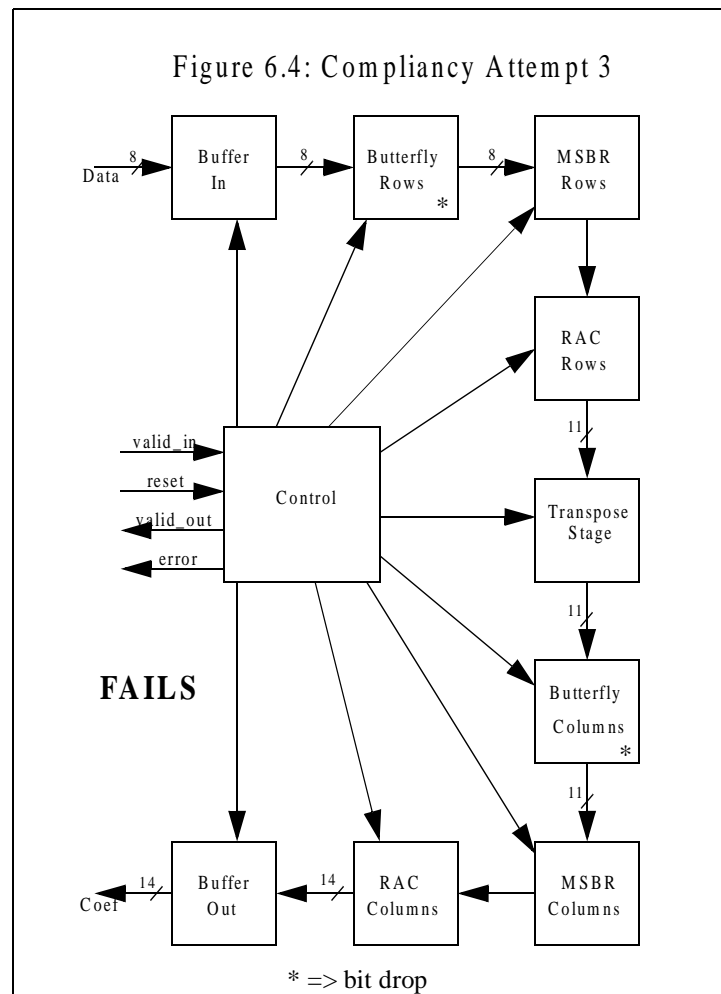 Figure 6.4: Compliancy Attempt 3
8
Data
Buffer
In
8
Butterfly
Rows
*
8
MSBR
Rows
RAC
Rows
11
valid_in
reset
valid_out
error
Control
Transpose
Stage
11
FAILS
Butterfly
Columns
*
11
14
Coef
Buffer
Out
14
RAC
Columns
MSBR
Columns
* => bit drop